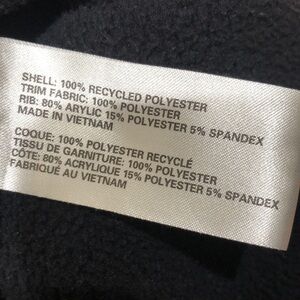 SHELL: 100% RECYCLED POLYESTER
TRIM FABRIC: 100% POLYESTER
RIB: 80% ARYLIC 15% POLYESTER 5% SPANDEX
MADE IN VIETNAM
COQUE: 100% POLYESTER RECYCLÉ
TISSU DE GARNITURE: 100% POLYESTER
CÔTE: 80% ACRYLIQUE 15% POLYESTER 5% SPANDEX
FABRIQUÉ AU VIETNAM